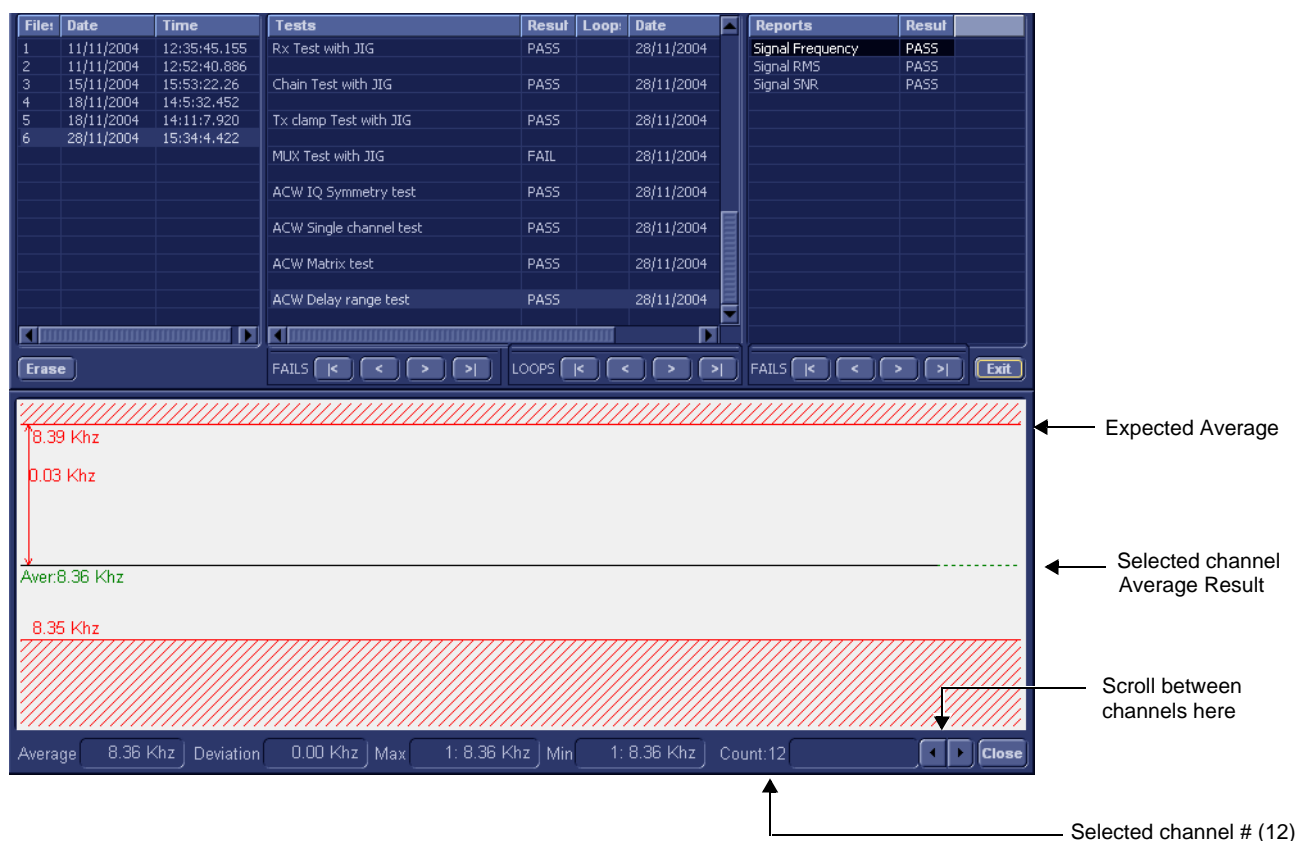 File: Date Time
1 11/11/2004 12:35:45.155
2 11/11/2004 12:52:40.886
3 15/11/2004 15:53:22.26
4 18/11/2004 14:5:32.452
5 18/11/2004 14:11:7.920
6 28/11/2004 15:34:4.422
Erase
Tests Result Loop: Date
Rx Test with JIG PASS 28/11/2004
Chain Test with JIG PASS 28/11/2004
Tx clamp Test with JIG PASS 28/11/2004
MUX Test with JIG FAIL 28/11/2004
ACW IQ Symmetry test PASS 28/11/2004
ACW Single channel test PASS 28/11/2004
ACW Matrix test PASS 28/11/2004
ACW Delay range test PASS 28/11/2004
FAILS |< < > >| LOOPS |< < > >|
Reports Result
Signal Frequency PASS
Signal RMS PASS
Signal SNR PASS
FAILS |< < > >| Exit
8.39 Khz
0.03 Khz
Aver:8.36 Khz
8.35 Khz
Average 8.36 Khz Deviation 0.00 Khz Max 1: 8.36 Khz Min 1: 8.36 Khz Count:12 Close
Expected Average
Selected channel
Average Result
Scroll between
channels here
Selected channel # (12)